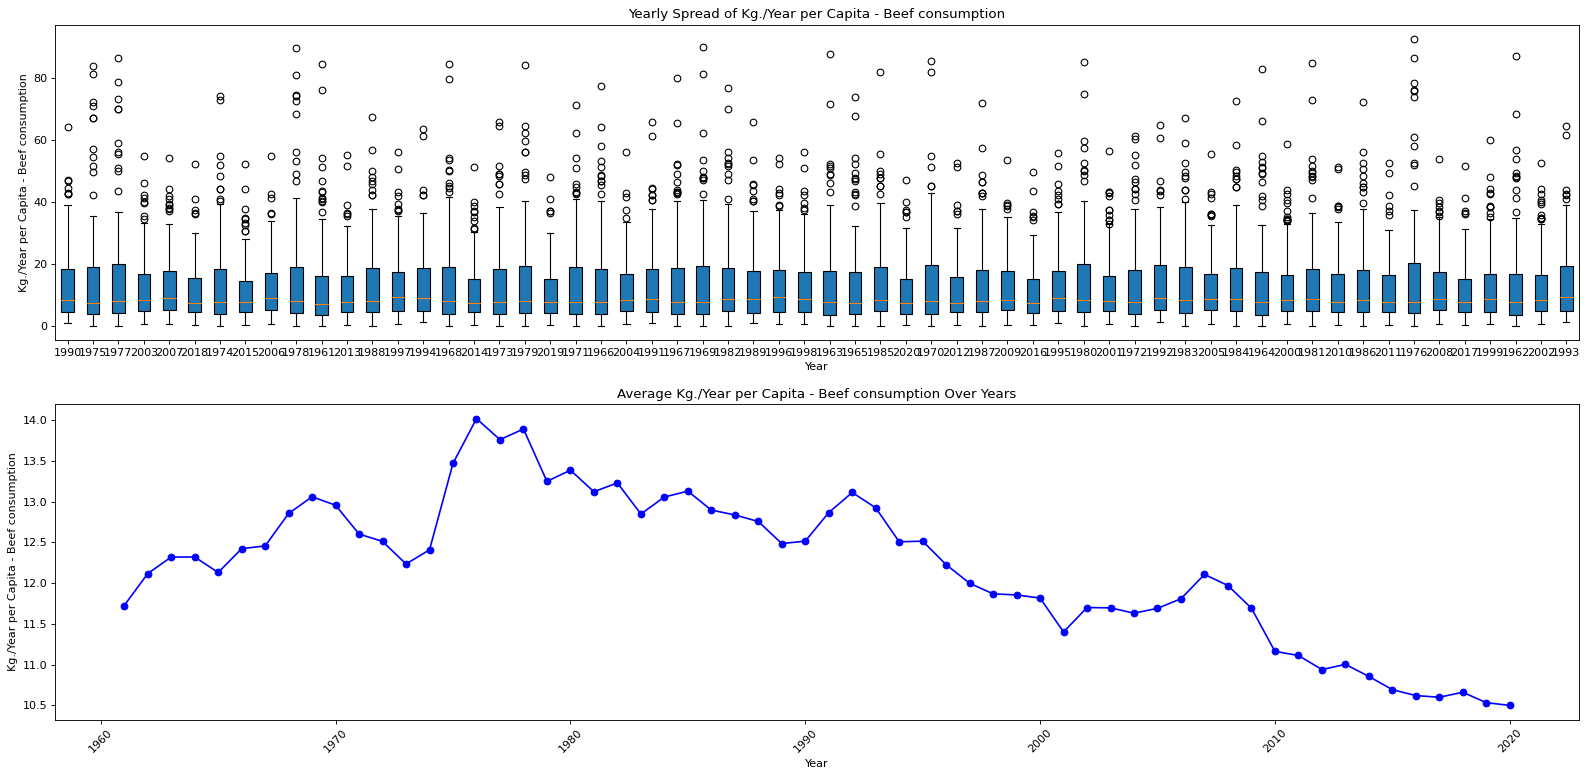 Yearly Spread of Kg./Year per Capita - Beef consumption
Kg./Year per Capita - Beef consumption
80
60
40
20
0
1990 1975 1977 2003 2007 2018 1974 2015 2006 1978 1961 2013 1988 1997 1994 1968 2014 1973 1979 2019 1971 1966 2004 1991 1967 1969 1982 1989 1996 1998 1963 1965 1985 2020 1970 2012 1987 2009 2016 1995 1980 2001 1972 1992 1983 2005 1984 1964 2000 1981 2010 1986 2011 1976 2008 2017 1999 1962 2002 1993
Year
Average Kg./Year per Capita - Beef consumption Over Years
Kg./Year per Capita - Beef consumption
14.0
13.5
13.0
12.5
12.0
11.5
11.0
10.5
1960 1970 1980 1990 2000 2010 2020
Year